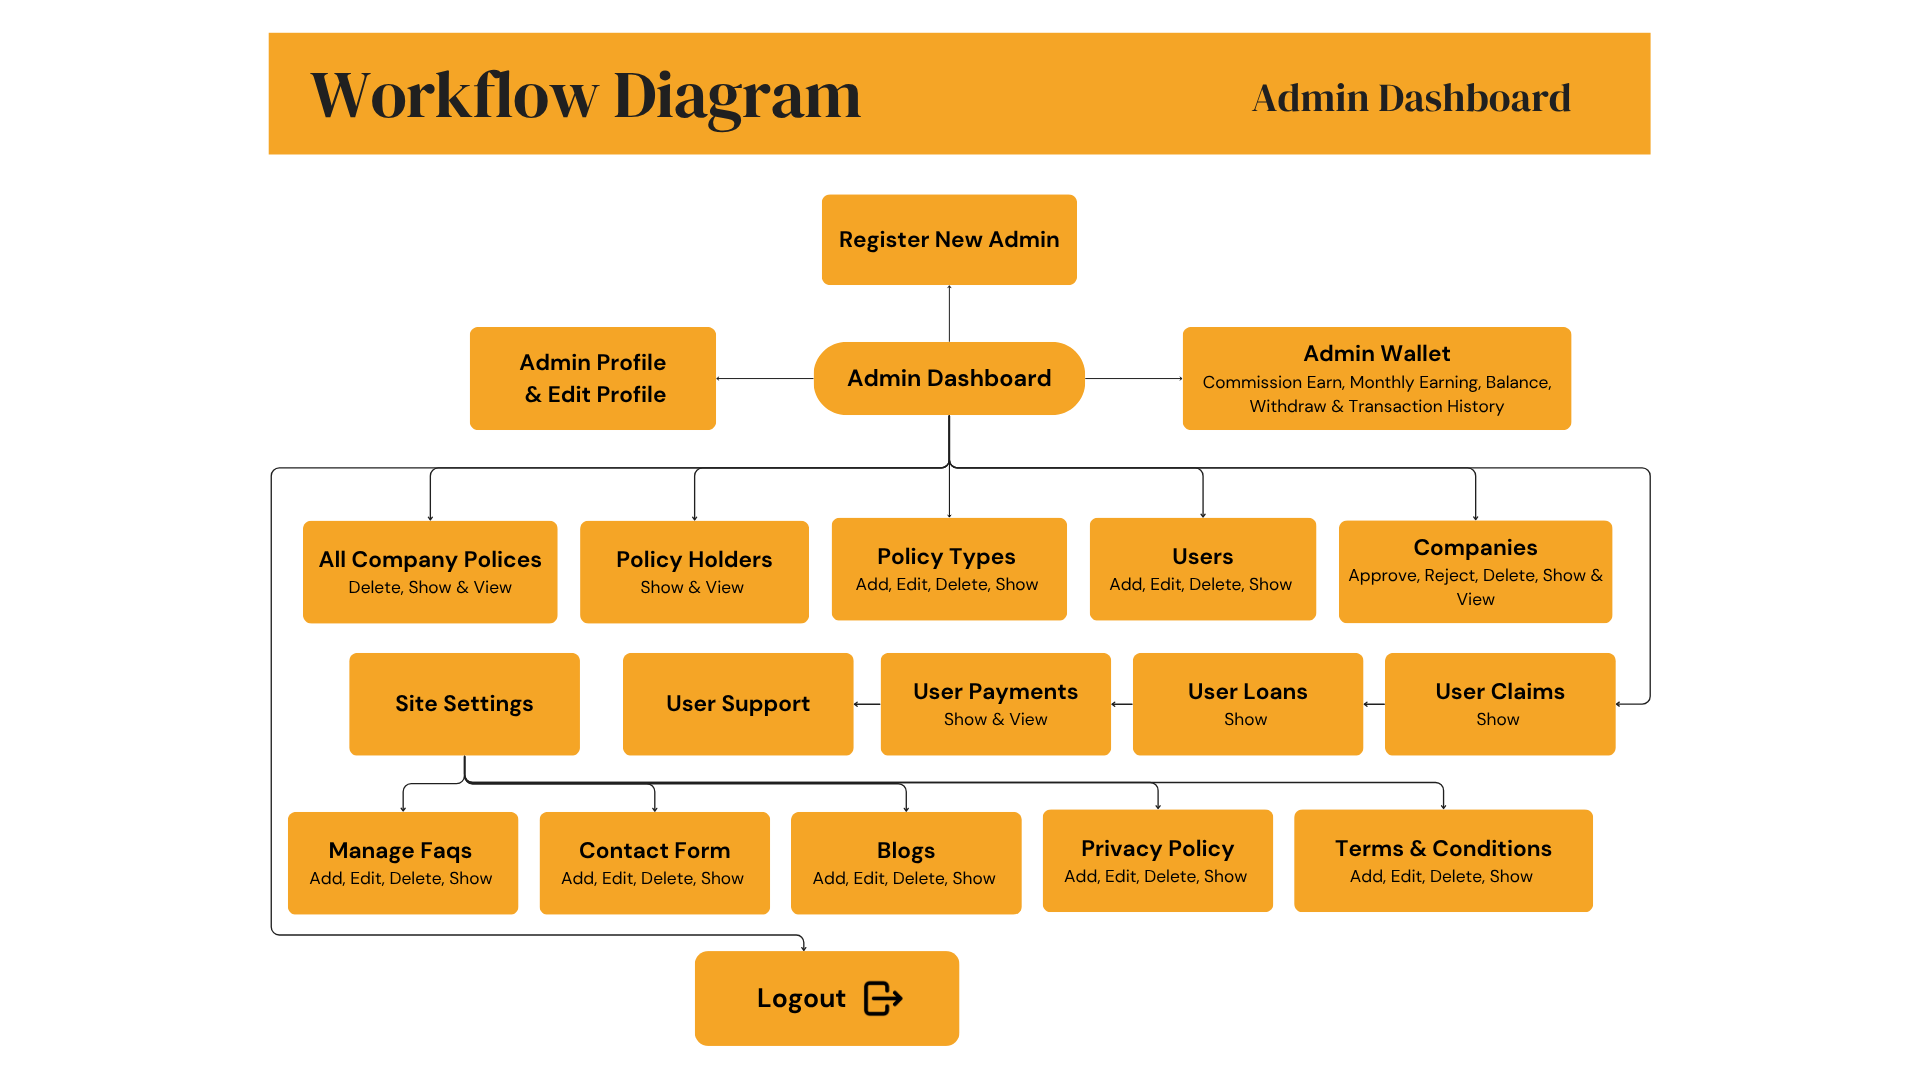 Workflow Diagram
Admin Dashboard
Register New Admin
Admin Profile
& Edit Profile
Admin Dashboard
Admin Wallet
Commission Earn, Monthly Earning, Balance,
Withdraw & Transaction History
All Company Polices
Delete, Show & View
Policy Holders
Show & View
Policy Types
Add, Edit, Delete, Show
Users
Add, Edit, Delete, Show
Companies
Approve, Reject, Delete, Show &
View
Site Settings
User Support
User Payments
Show & View
User Loans
Show
User Claims
Show
Manage Faqs
Add, Edit, Delete, Show
Contact Form
Add, Edit, Delete, Show
Blogs
Add, Edit, Delete, Show
Privacy Policy
Add, Edit, Delete, Show
Terms & Conditions
Add, Edit, Delete, Show
Logout